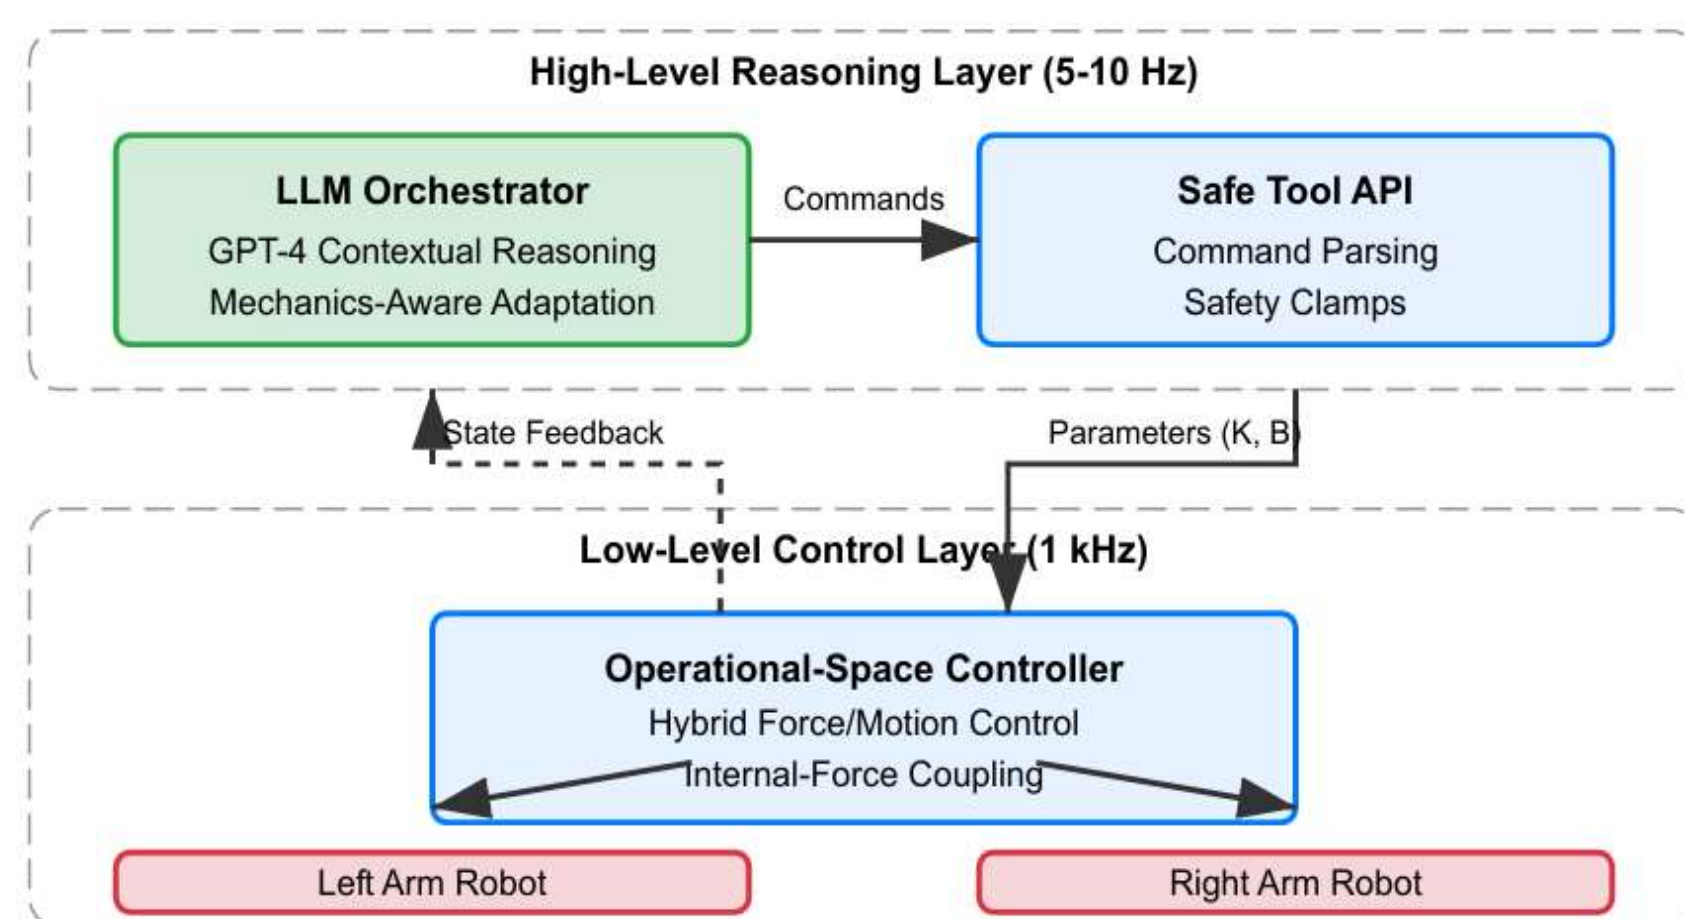 High-Level Reasoning Layer (5-10 Hz)
LLM Orchestrator
GPT-4 Contextual Reasoning
Mechanics-Aware Adaptation
Commands
Safe Tool API
Command Parsing
Safety Clamps
State Feedback
Parameters (K, B)
Low-Level Control Layer (1 kHz)
Operational-Space Controller
Hybrid Force/Motion Control
Internal-Force Coupling
Left Arm Robot
Right Arm Robot